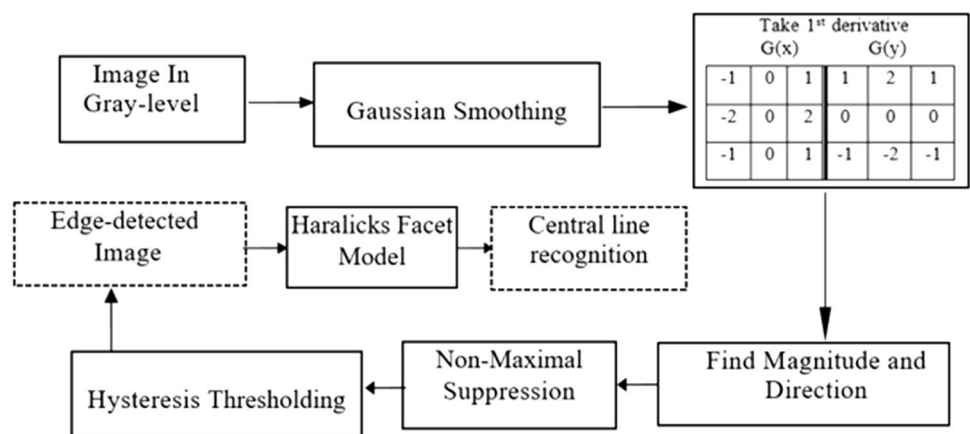 Image In
Gray-level
Gaussian Smoothing
Take 1st derivative
G(x) G(y)
-1 0 1 1 2 1
-2 0 2 0 0 0
-1 0 1 -1 -2 -1
Edge-detected
Image
Haralicks Facet
Model
Central line
recognition
Hysteresis Thresholding
Non-Maximal
Suppression
Find Magnitude and
Direction